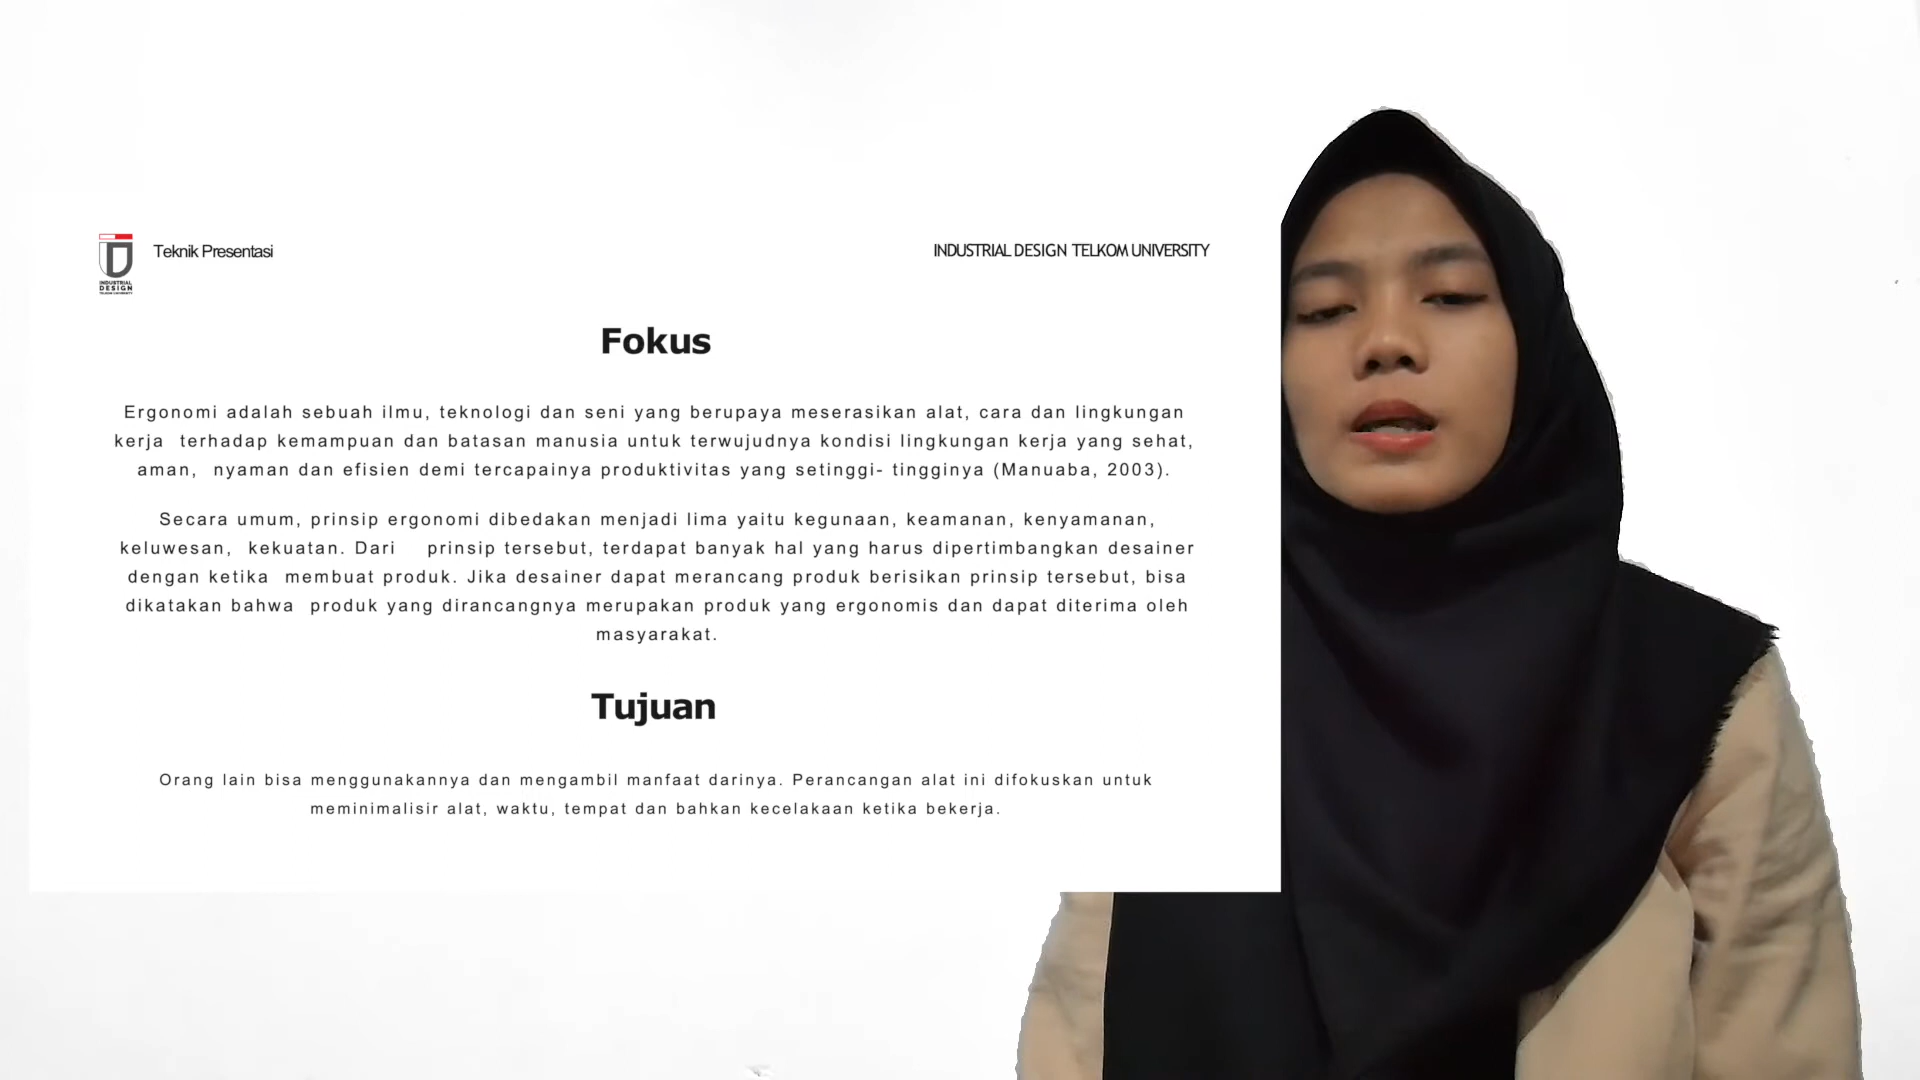 Teknik Presentasi
INDUSTRIAL DESIGN TELKOM UNIVERSITY
INDUSTRIAL
DESIGN
TELKOM UNIVERSITY
Fokus
Ergonomi adalah sebuah ilmu, teknologi dan seni yang berupaya meserasikan alat, cara dan lingkungan
kerja terhadap kemampuan dan batasan manusia untuk terwujudnya kondisi lingkungan kerja yang sehat,
aman, nyaman dan efisien demi tercapainya produktivitas yang setinggi- tingginya (Manuaba, 2003).
Secara umum, prinsip ergonomi dibedakan menjadi lima yaitu kegunaan, keamanan, kenyamanan,
keluwesan, kekuatan. Dari prinsip tersebut, terdapat banyak hal yang harus dipertimbangkan desainer
dengan ketika membuat produk. Jika desainer dapat merancang produk berisikan prinsip tersebut, bisa
dikatakan bahwa produk yang dirancangnya merupakan produk yang ergonomis dan dapat diterima oleh
masyarakat.
Tujuan
Orang lain bisa menggunakannya dan mengambil manfaat darinya. Perancangan alat ini difokuskan untuk
meminimalisir alat, waktu, tempat dan bahkan kecelakaan ketika bekerja.